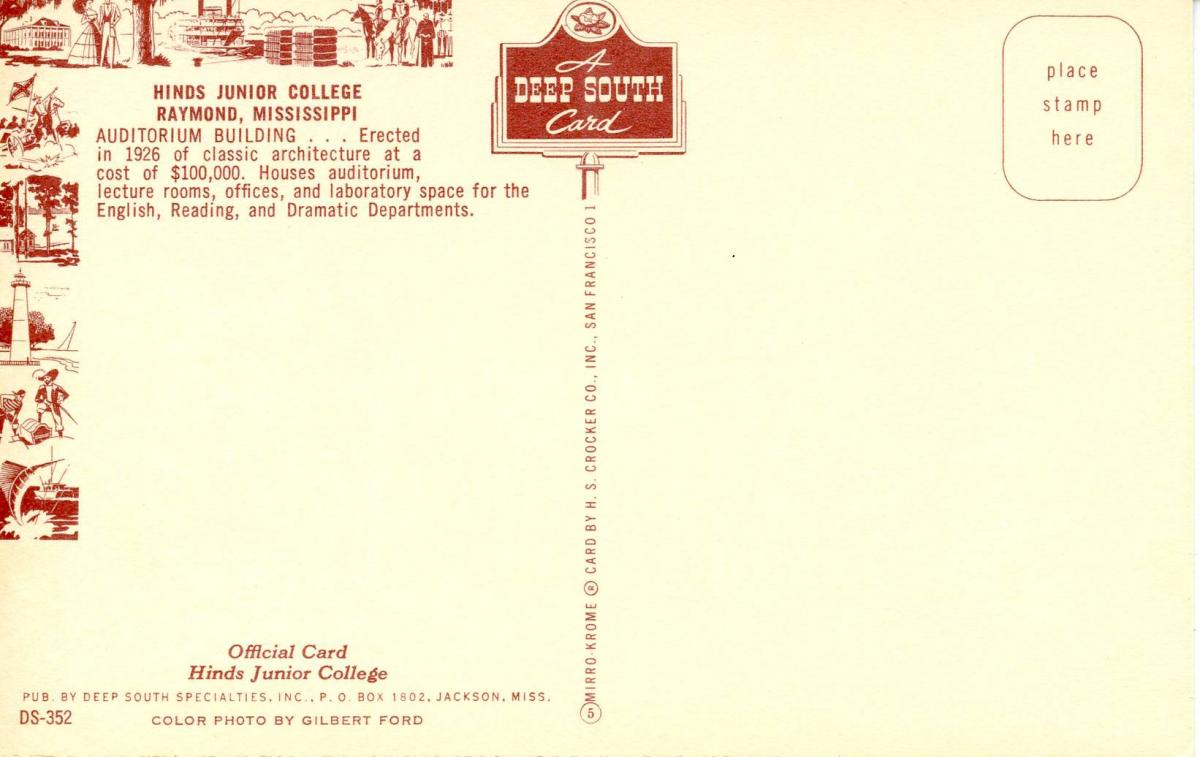 HINDS JUNIOR COLLEGE
RAYMOND, MISSISSIPPI
AUDITORIUM BUILDING . . . Erected
in 1926 of classic architecture at a
cost of $100,000. Houses auditorium,
lecture rooms, offices, and laboratory space for the
English, Reading, and Dramatic Departments.
A
DEEP SOUTH
Card
place
stamp
here
5 MIRRO-KROME ® CARD BY H. S. CROCKER CO., INC., SAN FRANCISCO 1
Official Card
Hinds Junior College
PUB. BY DEEP SOUTH SPECIALTIES, INC., P. O. BOX 1802, JACKSON, MISS.
DS-352
COLOR PHOTO BY GILBERT FORD